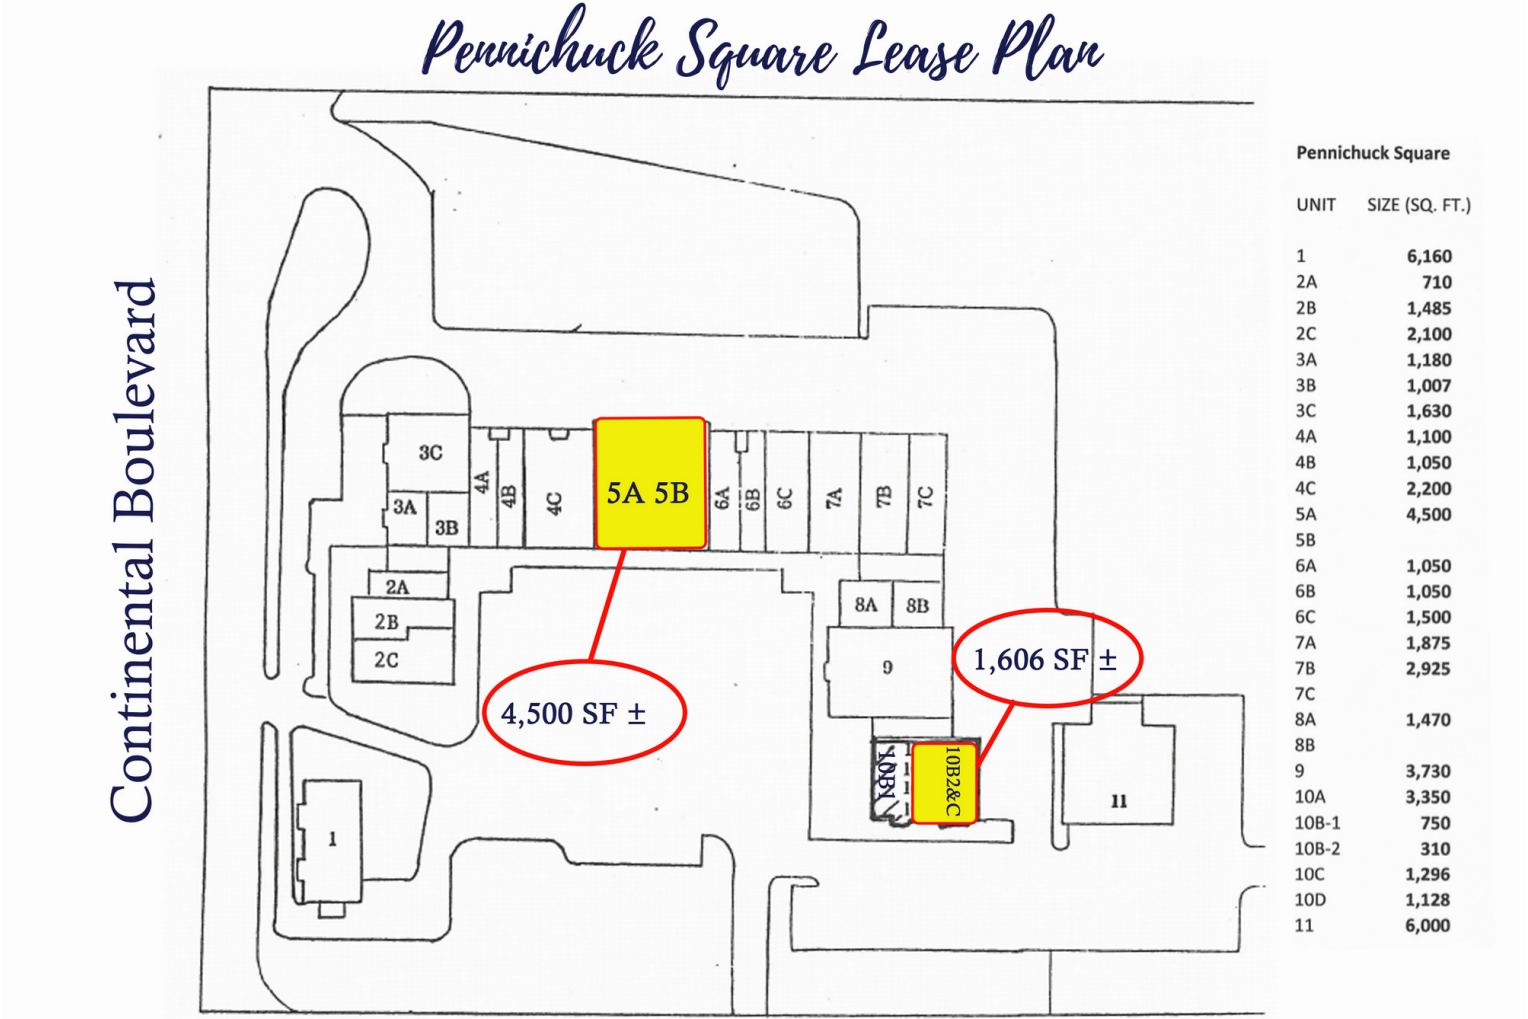 Pennichuck Square Lease Plan
Continental Boulevard
Pennichuck Square
UNIT SIZE (SQ. FT.)
1 6,160
2A 710
2B 1,485
2C 2,100
3A 1,180
3B 1,007
3C 1,630
4A 1,100
4B 1,050
4C 2,200
5A 4,500
5B
6A 1,050
6B 1,050
6C 1,500
7A 1,875
7B 2,925
7C
8A 1,470
8B
9 3,730
10A 3,350
10B-1 750
10B-2 310
10C 1,296
10D 1,128
11 6,000
3C
3A
3B
4A
4B
4C
5A 5B
6A
6B
6C
7A
7B
7C
2A
2B
2C
8A
8B
9
1,606 SF ±
4,500 SF ±
10B1
10B2&C
11
1